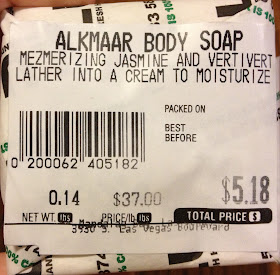 ALKMAAR BODY SOAP
MEZMERIZING JASMINE AND VERTIVERT
LATHER INTO A CREAM TO MOISTURIZE
PACKED ON
BEST
BEFORE
0 200062 405182
0.14 $37.00 $5.18
NET WT. lbs PRICE/lbs TOTAL PRICE $
3930 S. Las Vegas Boulevard